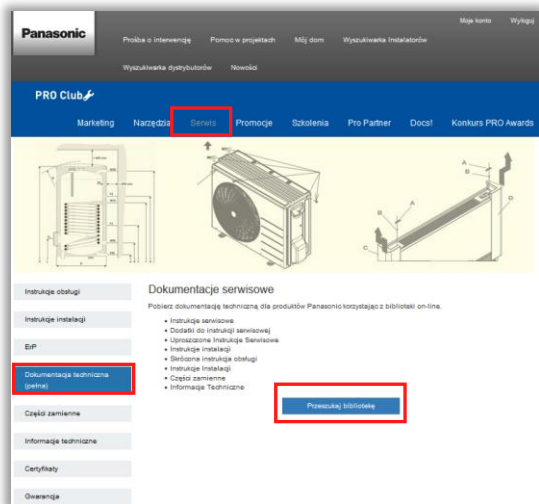 Moje konto Wyloguj
Panasonic
Prośba o interwencję Pomoc w projektach Mój dom Wyszukiwarka Instalatorów
Wyszukiwarka dystrybutorów Nowości
PRO Club
Marketing Narzędzia Serwis Promocje Szkolenia Pro Partner Docs! Konkurs PRO Awards
Instrukcje obsługi
Instrukcje instalacji
ErP
Dokumentacja techniczna
(pełna)
Części zamienne
Informacje techniczne
Certyfikaty
Gwarancja
Dokumentacje serwisowe
Pobierz dokumentację techniczną dla produktów Panasonic korzystając z biblioteki on-line.
• Instrukcje serwisowe
• Dodatki do instrukcji serwisowej
• Uproszczone Instrukcje Serwisowe
• Instrukcje instalacji
• Skrócona instrukcja obsługi
• Instrukcje Instalacji
• Części zamienne
• Informacje Techniczne
Przeszukaj bibliotekę